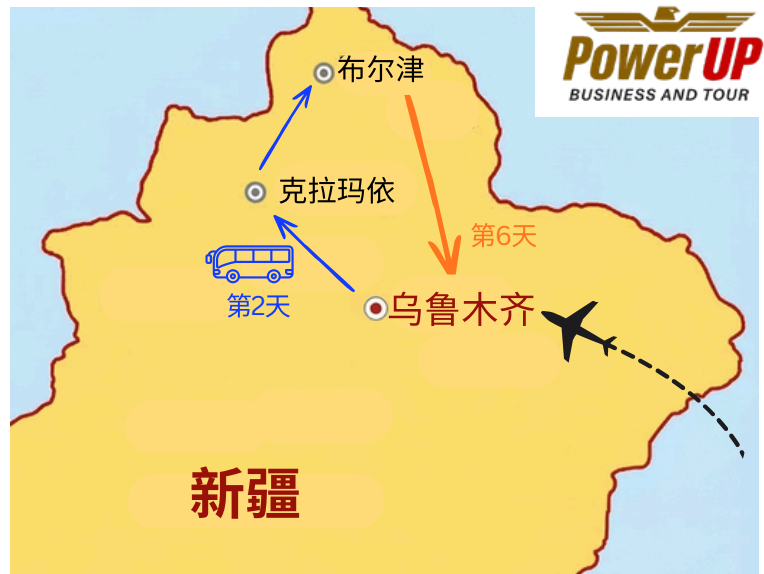 PowerUP
BUSINESS AND TOUR
布尔津
克拉玛依
第6天
第2天
乌鲁木齐
新疆